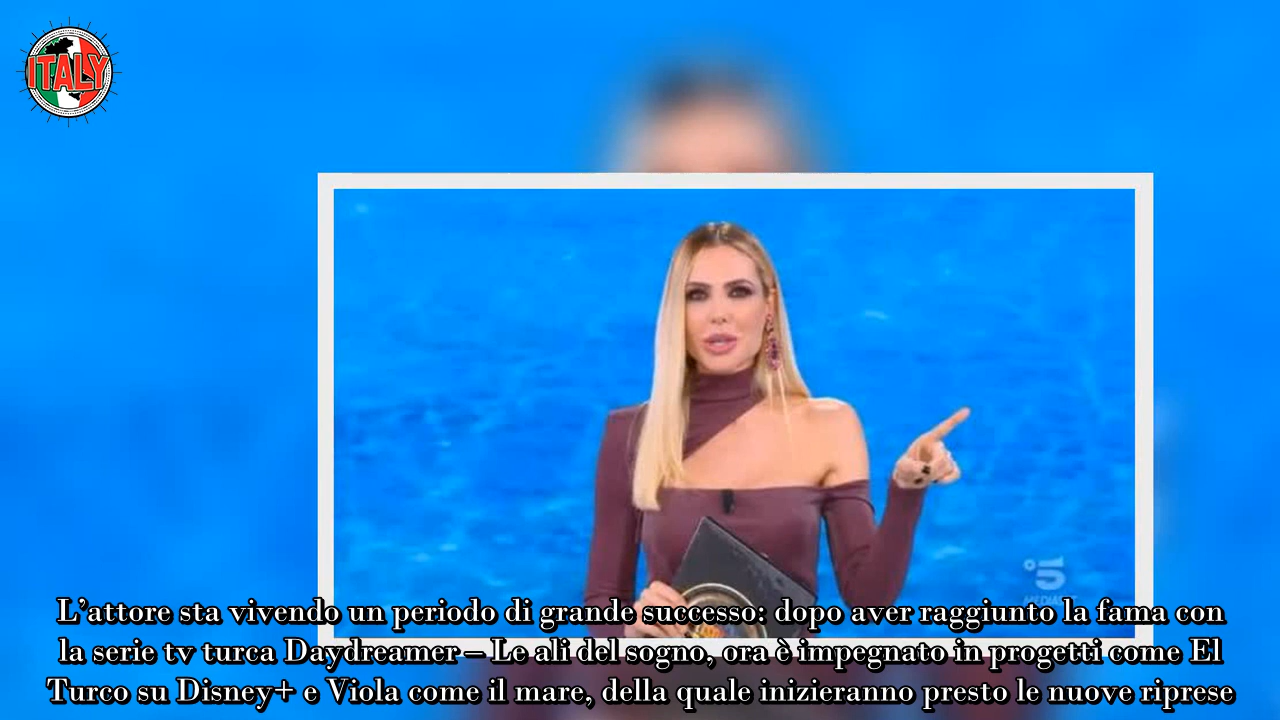 ITALY
5
MEDIASET
L'attore sta vivendo un periodo di grande successo: dopo aver raggiunto la fama con
la serie tv turca Daydreamer – Le ali del sogno, ora è impegnato in progetti come El
Turco su Disney+ e Viola come il mare, della quale inizieranno presto le nuove riprese